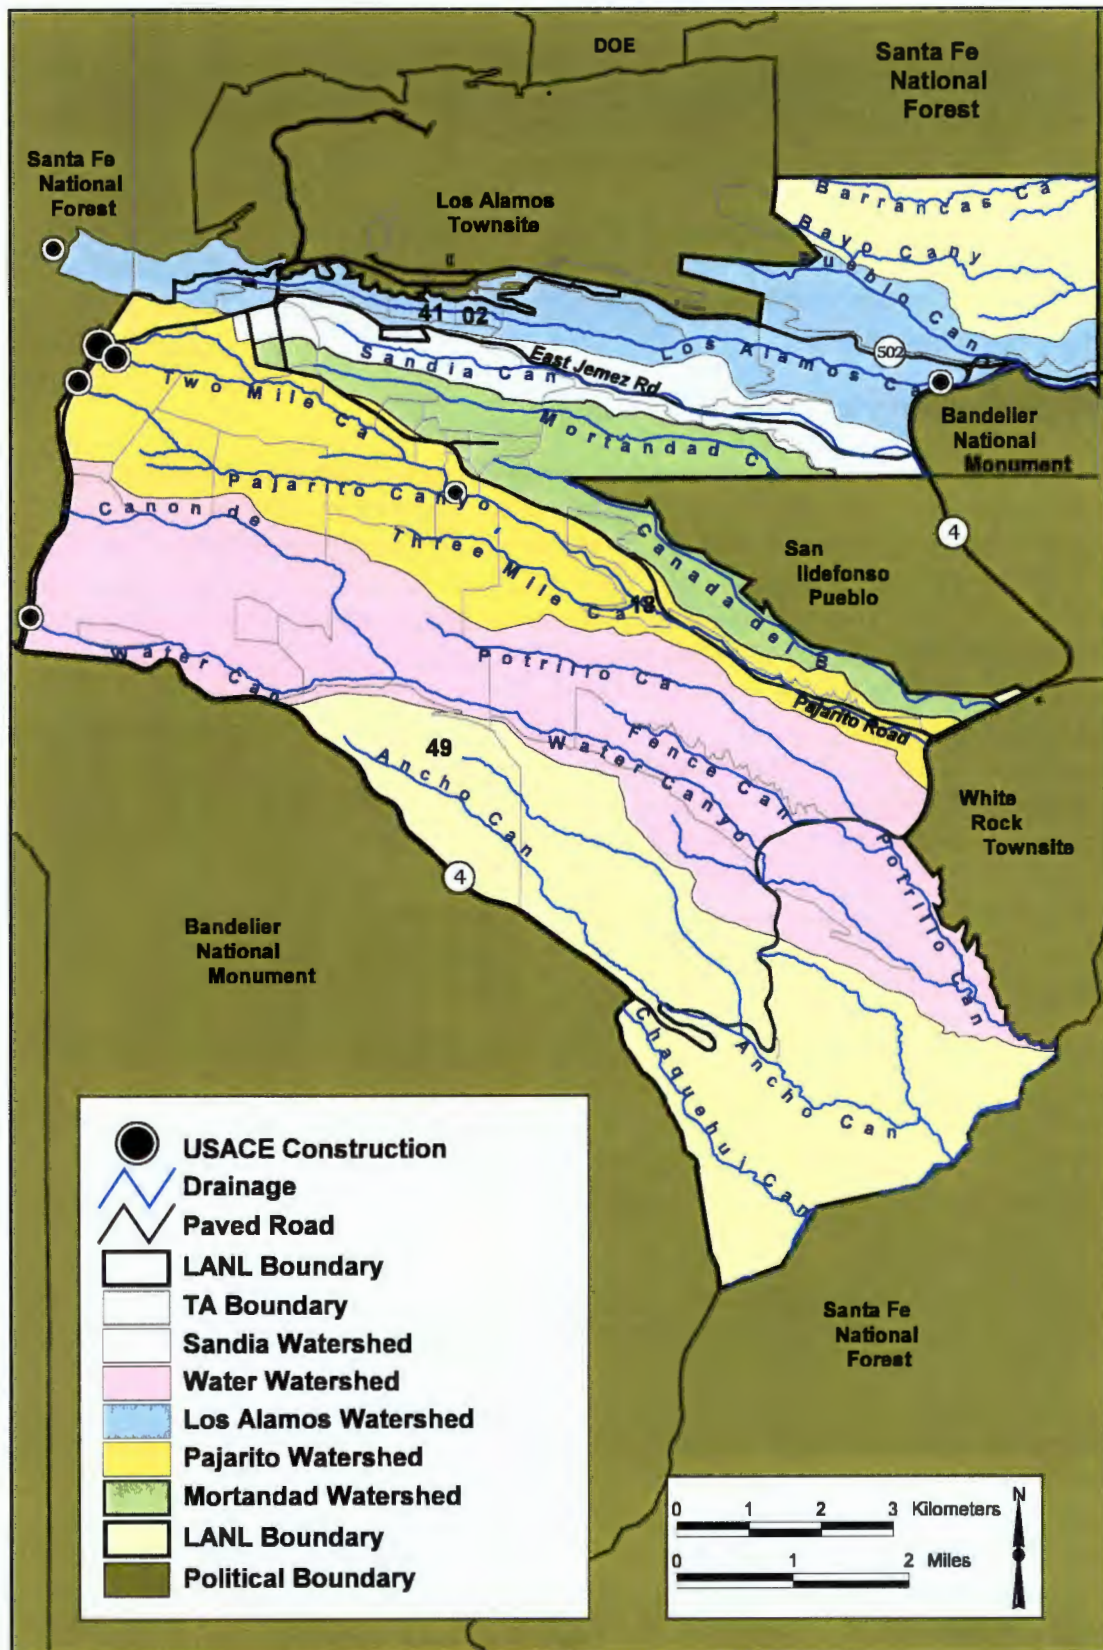 DOE
Santa Fe
National
Forest
Santa Fe
National
Forest
Los Alamos
Townsite
Barrancas Ca
Bayo Cany
Pueblo Can
41 02
502
Los Alamos Ca
East Jemez Rd
Sandia Can
Two Mile Ca
Mortandad C
Bandelier
National
Monument
Pajarito Canyo
Canon de
Three Mile Ca
Canada del B
4
San
Ildefonso
Pueblo
18
Water Can
Potrillo Ca
Pajarito Road
49
Fence Can
Water Canyo
Ancho Can
White
Rock
Townsite
Potrillo Can
4
Bandelier
National
Monument
Chaquehui Can
Ancho Can
Santa Fe
National
Forest
USACE Construction
Drainage
Paved Road
LANL Boundary
TA Boundary
Sandia Watershed
Water Watershed
Los Alamos Watershed
Pajarito Watershed
Mortandad Watershed
LANL Boundary
Political Boundary
0 1 2 3 Kilometers
0 1 2 Miles
N